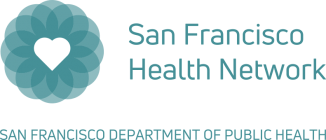 San Francisco
Health Network
SAN FRANCISCO DEPARTMENT OF PUBLIC HEALTH